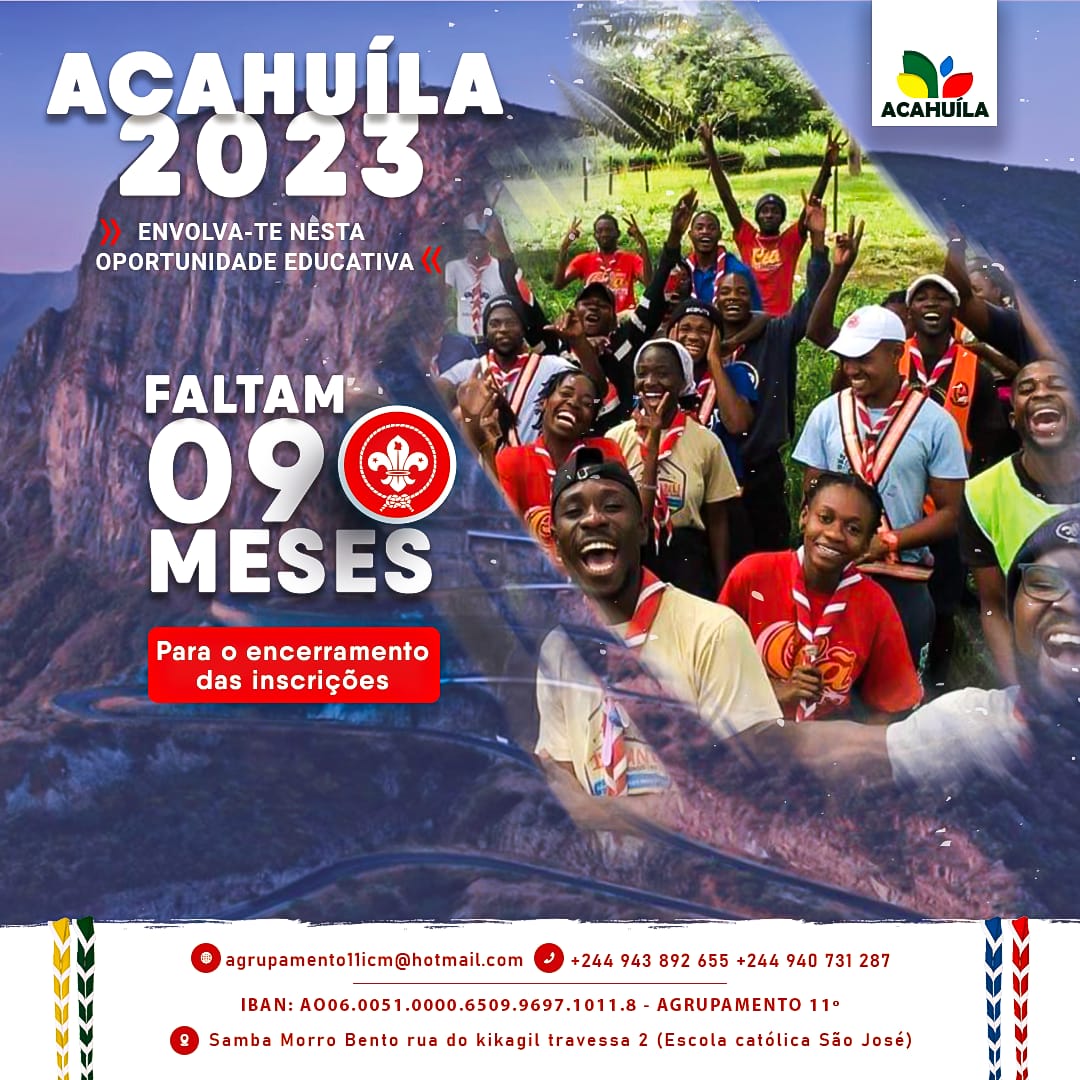 ACAHUÍLA
2023
ENVOLVA-TE NESTA
OPORTUNIDADE EDUCATIVA
ACAHUÍLA
FALTAM
09
MESES
Para o encerramento
das inscrições
agrupamento11icm@hotmail.com
+244 943 892 655 +244 940 731 287
IBAN: AO06.0051.0000.6509.9697.1011.8 - AGRUPAMENTO 11º
Samba Morro Bento rua do kikagil travessa 2 (Escola católica São José)